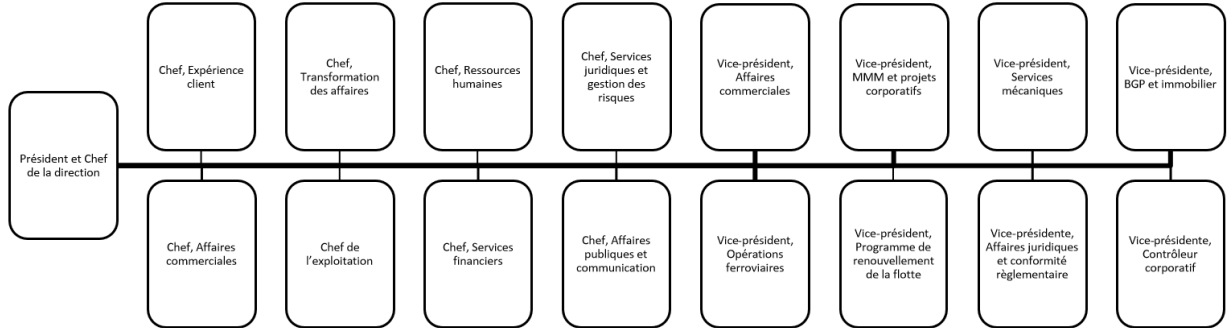 Président et Chef
de la direction
Chef, Expérience
client
Chef,
Transformation
des affaires
Chef, Ressources
humaines
Chef, Services
juridiques et
gestion des
risques
Vice-président,
Affaires
commerciales
Vice-président,
MMM et projets
corporatifs
Vice-président,
Services
mécaniques
Vice-présidente,
BGP et immobilier
Chef, Affaires
commerciales
Chef de
l'exploitation
Chef, Services
financiers
Chef, Affaires
publiques et
communication
Vice-président,
Opérations
ferroviaires
Vice-président,
Programme de
renouvellement
de la flotte
Vice-présidente,
Affaires juridiques
et conformité
règlementaire
Vice-présidente,
Contrôleur
corporatif